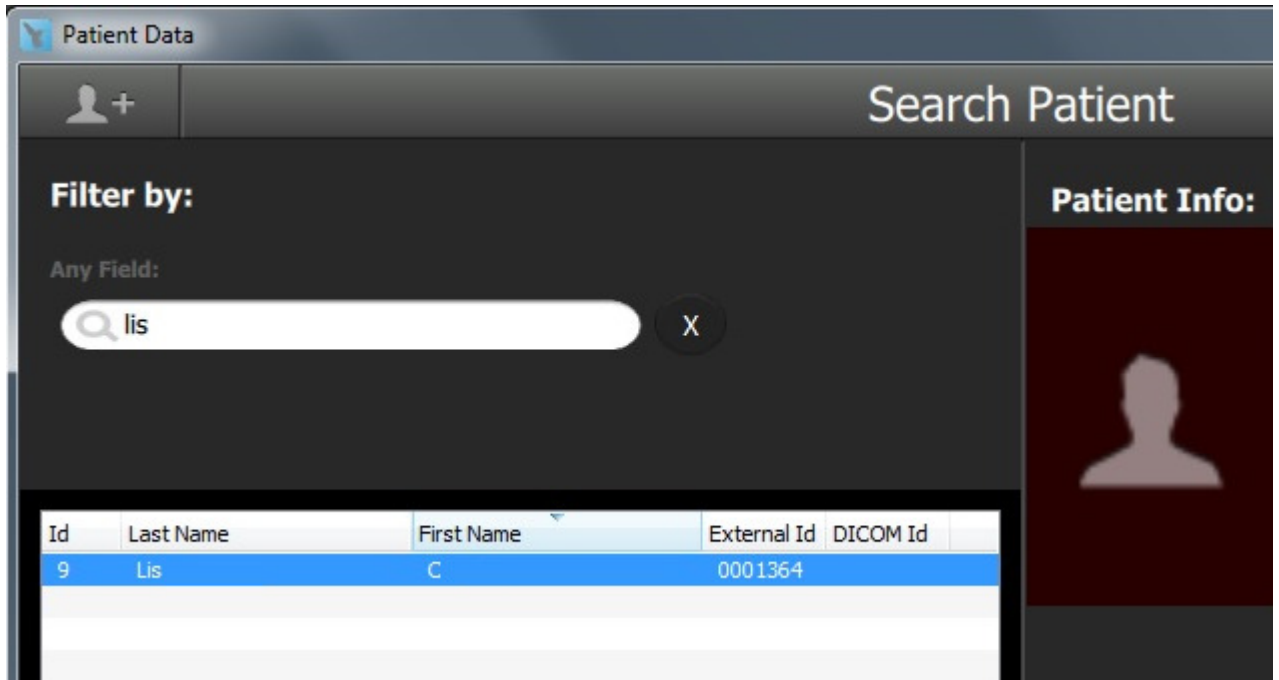 Patient Data
Search Patient
Filter by:
Any Field:
lis
X
Patient Info:
Id Last Name First Name External Id DICOM Id
9 Lis C 0001364